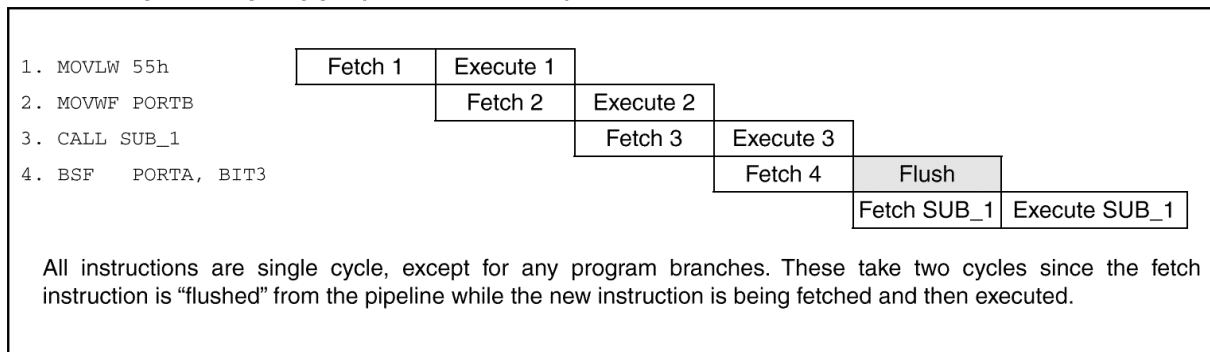 1. MOVLW 55h Fetch 1 Execute 1
2. MOVWF PORTB Fetch 2 Execute 2
3. CALL SUB_1 Fetch 3 Execute 3
4. BSF PORTA, BIT3 Fetch 4 Flush
Fetch SUB_1 Execute SUB_1
All instructions are single cycle, except for any program branches. These take two cycles since the fetch
instruction is “flushed” from the pipeline while the new instruction is being fetched and then executed.